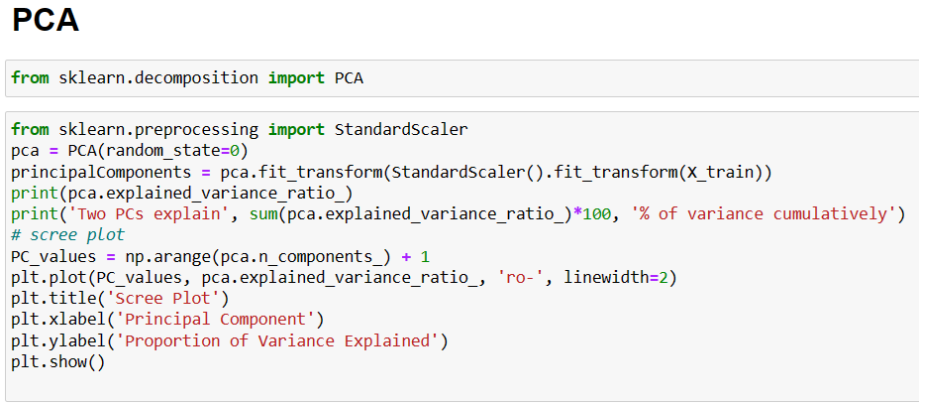 PCA
from sklearn.decomposition import PCA
from sklearn.preprocessing import StandardScaler
pca = PCA(random_state=0)
principalComponents = pca.fit_transform(StandardScaler().fit_transform(X_train))
print(pca.explained_variance_ratio_)
print('Two PCs explain', sum(pca.explained_variance_ratio_)*100, '% of variance cumulatively')
# scree plot
PC_values = np.arange(pca.n_components_) + 1
plt.plot(PC_values, pca.explained_variance_ratio_, 'ro-', linewidth=2)
plt.title('Scree Plot')
plt.xlabel('Principal Component')
plt.ylabel('Proportion of Variance Explained')
plt.show()